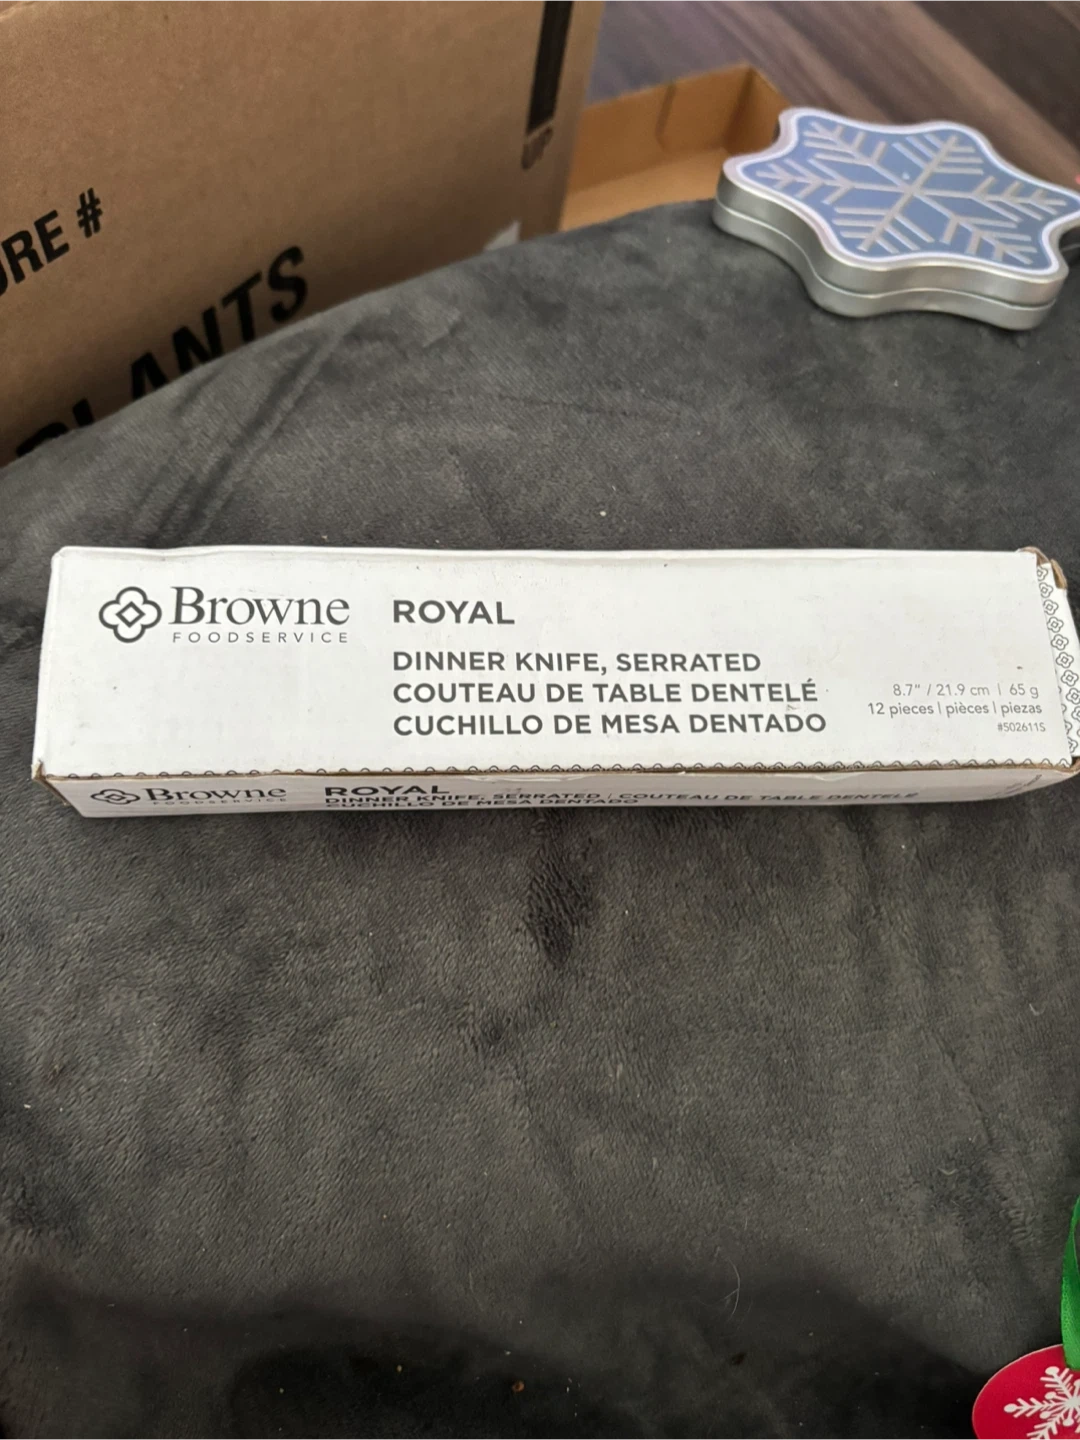 #
ANTS
Browne
FOODSERVICE
ROYAL
DINNER KNIFE, SERRATED
COUTEAU DE TABLE DENTELÉ
CUCHILLO DE MESA DENTADO
8.7" / 21.9 cm | 65 g
12 pieces | pièces | piezas
#502611S
Browne
FOODSERVICE
ROYAL
DINNER KNIFE, SERRATED | COUTEAU DE TABLE DENTELÉ
CUCHILLO DE MESA DENTADO